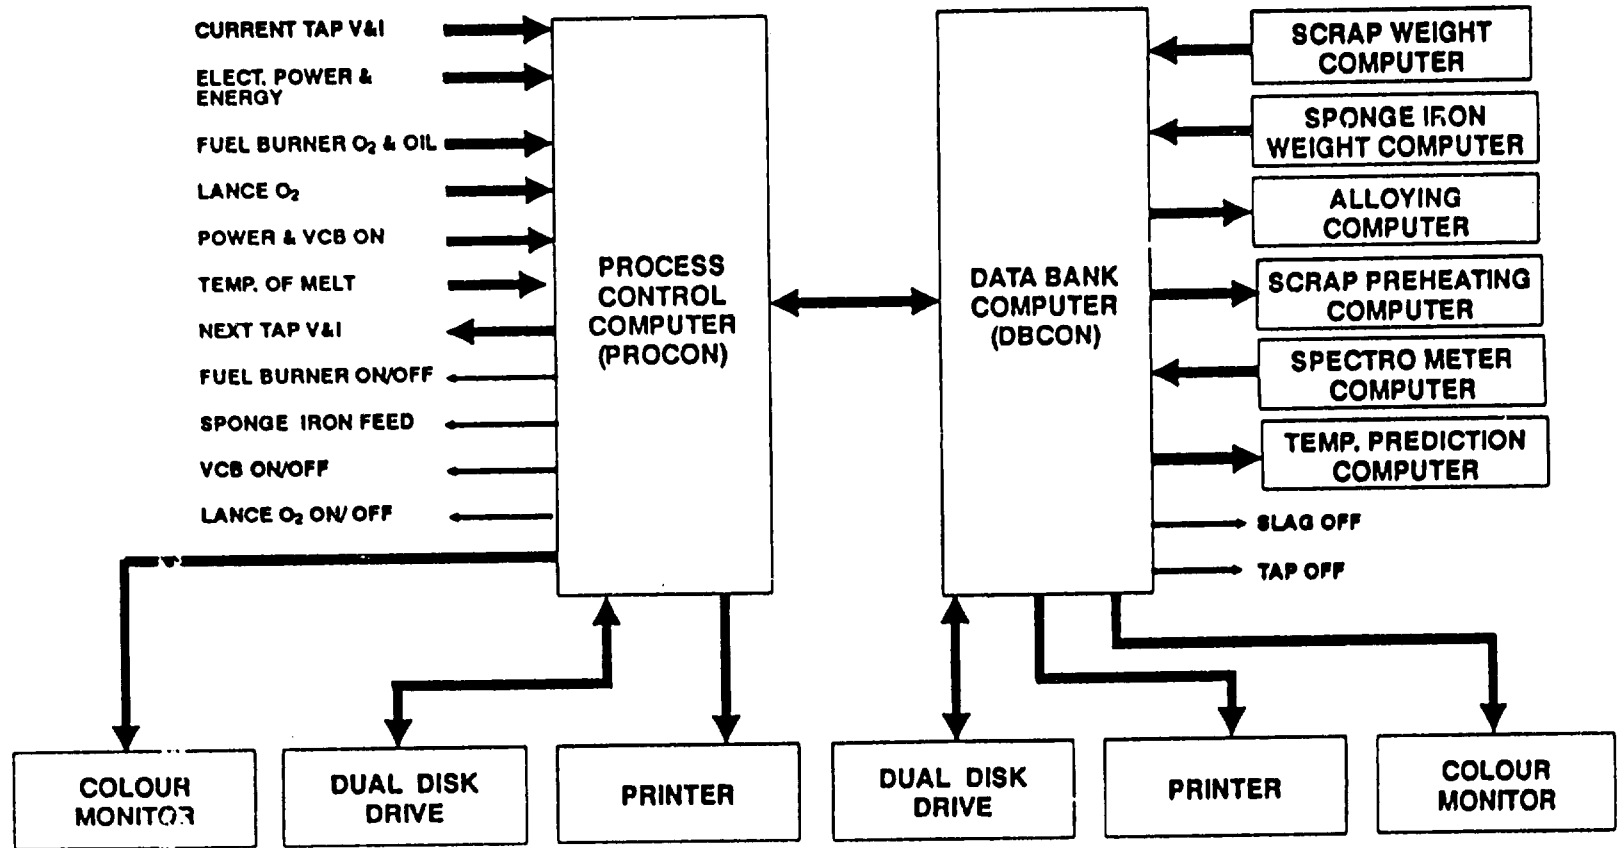 CURRENT TAP V&I
ELECT. POWER &
ENERGY
FUEL BURNER O₂ & OIL
LANCE O₂
POWER & VCB ON
TEMP. OF MELT
NEXT TAP V&I
FUEL BURNER ON/OFF
SPONGE IRON FEED
VCB ON/OFF
LANCE O₂ ON/OFF
PROCESS
CONTROL
COMPUTER
(PROCON)
DATA BANK
COMPUTER
(DBCON)
SCRAP WEIGHT
COMPUTER
SPONGE IRON
WEIGHT COMPUTER
ALLOYING
COMPUTER
SCRAP PREHEATING
COMPUTER
SPECTRO METER
COMPUTER
TEMP. PREDICTION
COMPUTER
SLAG OFF
TAP OFF
COLOUR
MONITOR
DUAL DISK
DRIVE
PRINTER
DUAL DISK
DRIVE
PRINTER
COLOUR
MONITOR